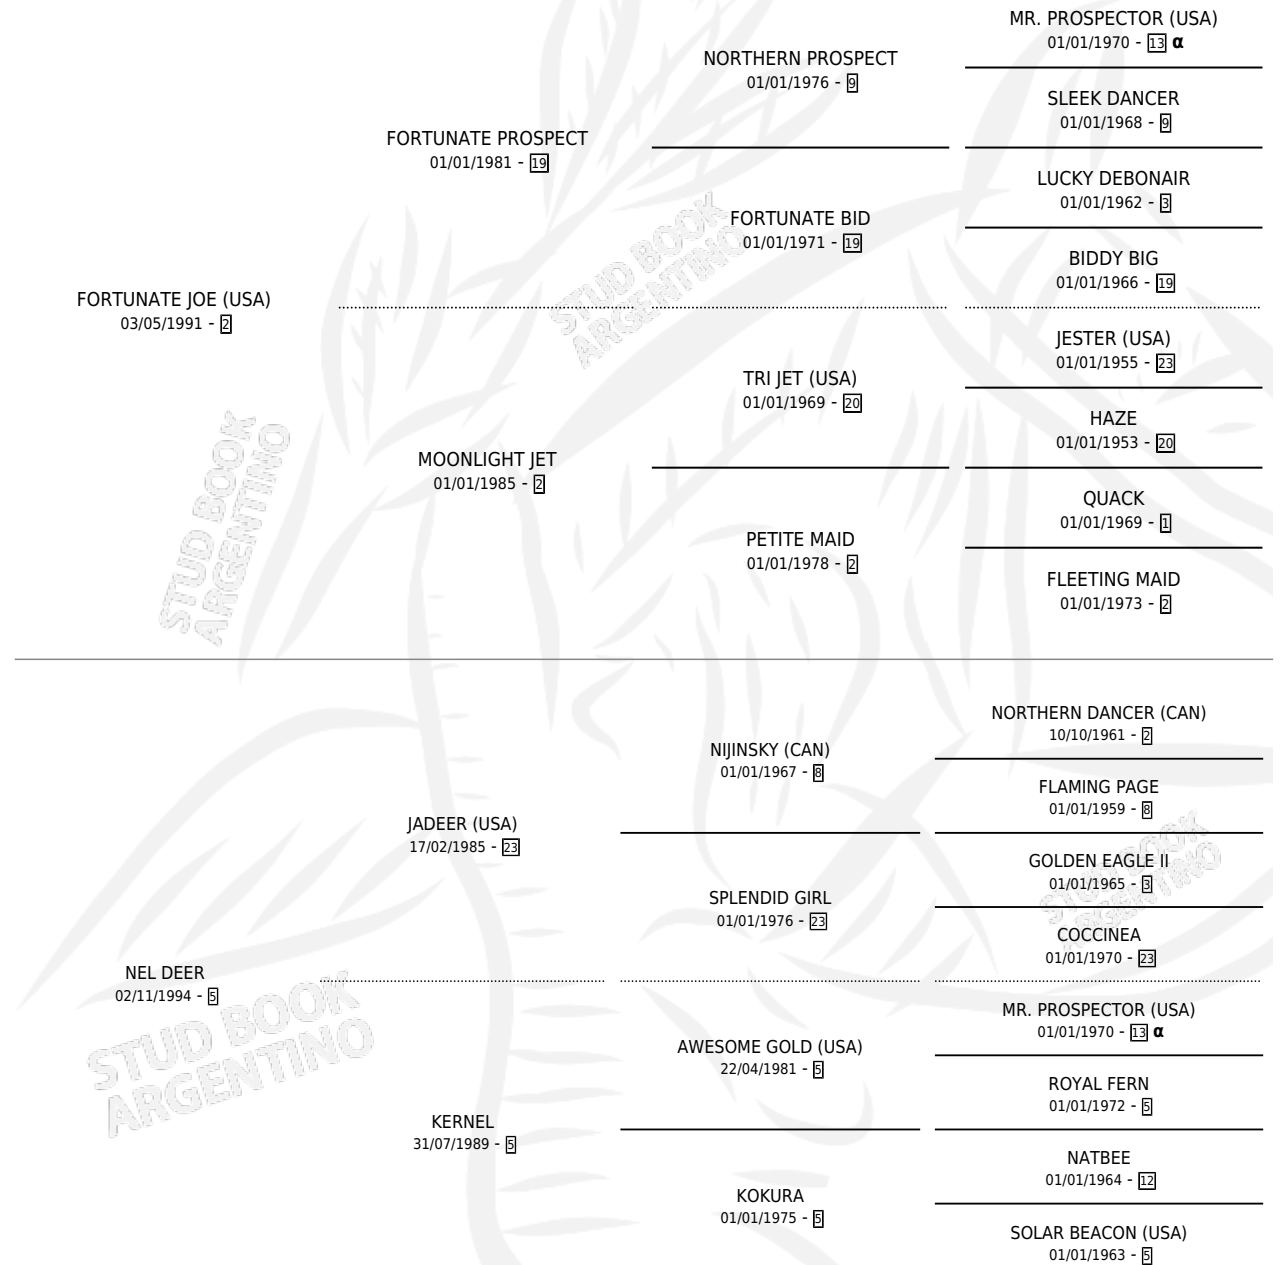 MR. PROSPECTOR (USA)
01/01/1970 - 13 α
NORTHERN PROSPECT
01/01/1976 - 9
SLEEK DANCER
01/01/1968 - 9
FORTUNATE PROSPECT
01/01/1981 - 19
LUCKY DEBONAIR
01/01/1962 - 3
FORTUNATE BID
01/01/1971 - 19
BIDDY BIG
01/01/1966 - 19
FORTUNATE JOE (USA)
03/05/1991 - 2
JESTER (USA)
01/01/1955 - 23
TRI JET (USA)
01/01/1969 - 20
HAZE
01/01/1953 - 20
MOONLIGHT JET
01/01/1985 - 2
QUACK
01/01/1969 - 1
PETITE MAID
01/01/1978 - 2
FLEETING MAID
01/01/1973 - 2
NORTHERN DANCER (CAN)
10/10/1961 - 2
NIJINSKY (CAN)
01/01/1967 - 8
FLAMING PAGE
01/01/1959 - 8
JADEER (USA)
17/02/1985 - 23
GOLDEN EAGLE II
01/01/1965 - 3
SPLENDID GIRL
01/01/1976 - 23
COCCINEA
01/01/1970 - 23
NEL DEER
02/11/1994 - 5
MR. PROSPECTOR (USA)
01/01/1970 - 13 α
AWESOME GOLD (USA)
22/04/1981 - 5
ROYAL FERN
01/01/1972 - 5
KERNEL
31/07/1989 - 5
NATBEE
01/01/1964 - 12
KOKURA
01/01/1975 - 5
SOLAR BEACON (USA)
01/01/1963 - 5
STUD BOOK
ARGENTINO
STUD BOOK
ARGENTINO
STUD BOOK
ARGENTINO
STUD BOOK
ARGENTINO